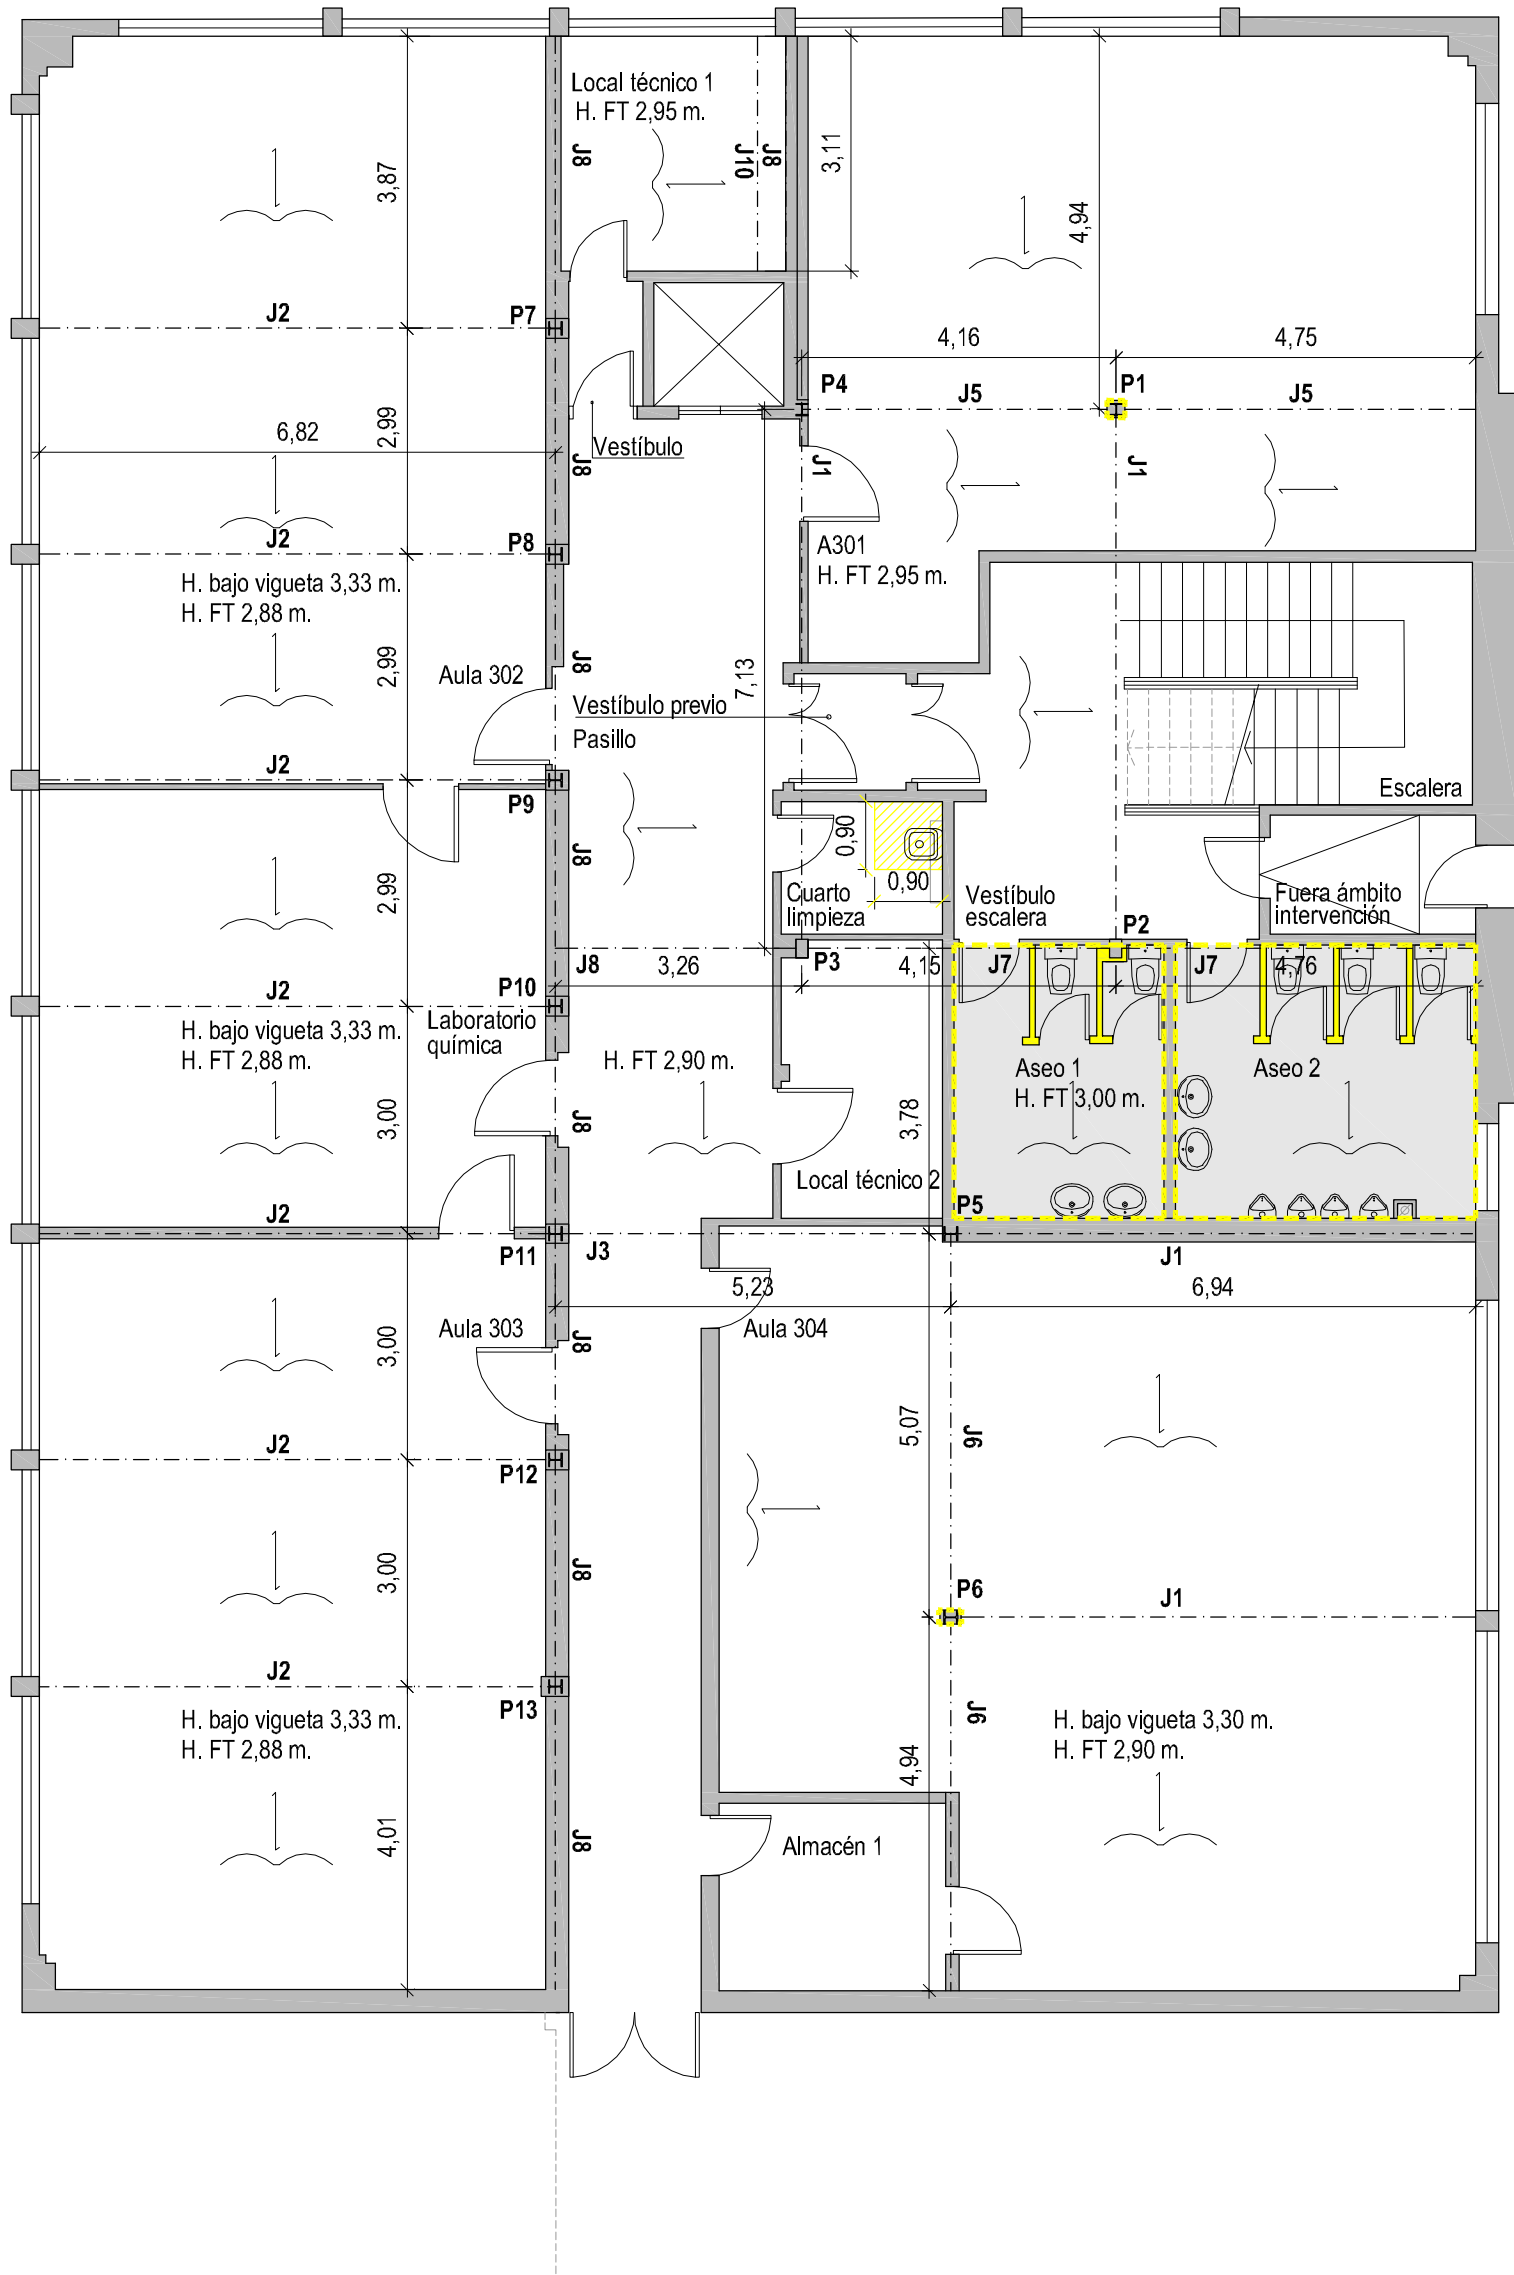 Local técnico 1
H. FT 2,95 m.
J8
J10
J8
3,11
3,87
4,94
J2
P7
4,16
4,75
P4
J5
P1
J5
6,82
2,99
Vestíbulo
J8
J1
J1
J2
P8
A301
H. FT 2,95 m.
H. bajo vigueta 3,33 m.
H. FT 2,88 m.
2,99
J8
7,13
Aula 302
Vestíbulo previo
Pasillo
J2
P9
Escalera
0,90
0,90
J8
Cuarto
limpieza
Vestíbulo
escalera
Fuera ámbito
intervención
2,99
P2
J8
3,26
P3
4,15
J7
J7
4,76
J2
P10
H. bajo vigueta 3,33 m.
H. FT 2,88 m.
Laboratorio
química
H. FT 2,90 m.
Aseo 1
H. FT 3,00 m.
Aseo 2
3,00
J8
3,78
Local técnico 2
P5
J2
P11
J3
J1
5,23
6,94
Aula 303
3,00
J8
Aula 304
5,07
J6
J2
P12
3,00
J8
P6
J1
J2
P13
J6
H. bajo vigueta 3,33 m.
H. FT 2,88 m.
H. bajo vigueta 3,30 m.
H. FT 2,90 m.
4,94
4,01
J8
Almacén 1